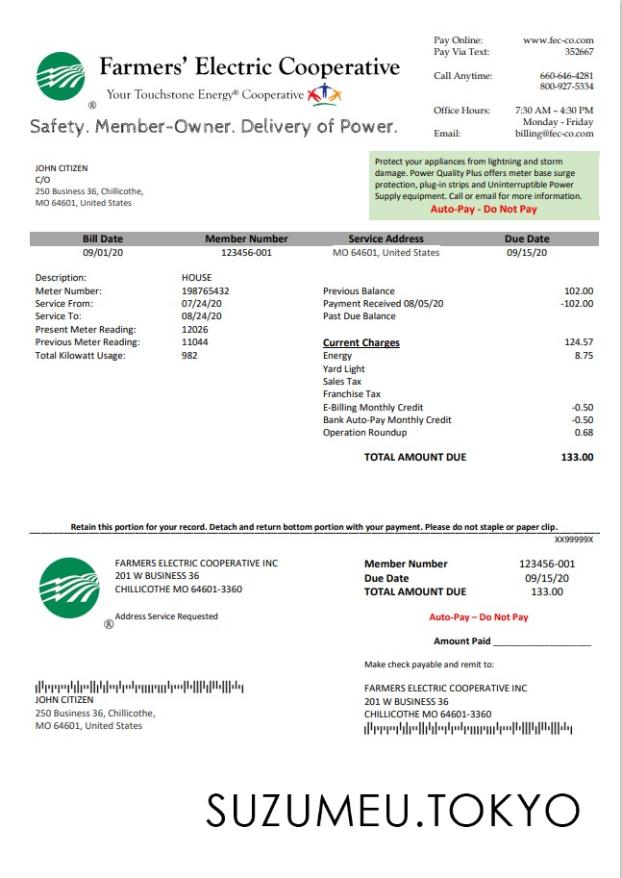 Pay Online: www.fec-co.com
Pay Via Text: 352667
Call Anytime: 660-646-4281
800-927-5334
Office Hours: 7:30 AM – 4:30 PM
Monday - Friday
Email: billing@fec-co.com
Farmers' Electric Cooperative
Your Touchstone Energy® Cooperative
®
Safety. Member-Owner. Delivery of Power.
JOHN CITIZEN
C/O
250 Business 36, Chillicothe,
MO 64601, United States
Protect your appliances from lightning and storm
damage. Power Quality Plus offers meter base surge
protection, plug-in strips and Uninterruptible Power
Supply equipment. Call or email for more information.
Auto-Pay - Do Not Pay
Bill Date Member Number Service Address Due Date
09/01/20 123456-001 MO 64601, United States 09/15/20
Description: HOUSE
Meter Number: 198765432
Service From: 07/24/20
Service To: 08/24/20
Present Meter Reading: 12026
Previous Meter Reading: 11044
Total Kilowatt Usage: 982
Previous Balance 102.00
Payment Received 08/05/20 -102.00
Past Due Balance
Current Charges 124.57
Energy 8.75
Yard Light
Sales Tax
Franchise Tax
E-Billing Monthly Credit -0.50
Bank Auto-Pay Monthly Credit -0.50
Operation Roundup 0.68
TOTAL AMOUNT DUE 133.00
Retain this portion for your record. Detach and return bottom portion with your payment. Please do not staple or paper clip.
XX99999X
FARMERS ELECTRIC COOPERATIVE INC
201 W BUSINESS 36
CHILLICOTHE MO 64601-3360
® Address Service Requested
Member Number 123456-001
Due Date 09/15/20
TOTAL AMOUNT DUE 133.00
Auto-Pay – Do Not Pay
Amount Paid
Make check payable and remit to:
JOHN CITIZEN
250 Business 36, Chillicothe,
MO 64601, United States
FARMERS ELECTRIC COOPERATIVE INC
201 W BUSINESS 36
CHILLICOTHE MO 64601-3360
SUZUMEU.TOKYO